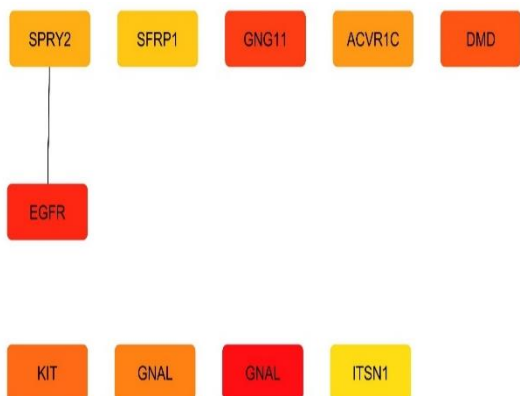 SPRY2 SFRP1 GNG11 ACVR1C DMD
EGFR
KIT GNAL GNAL ITSN1